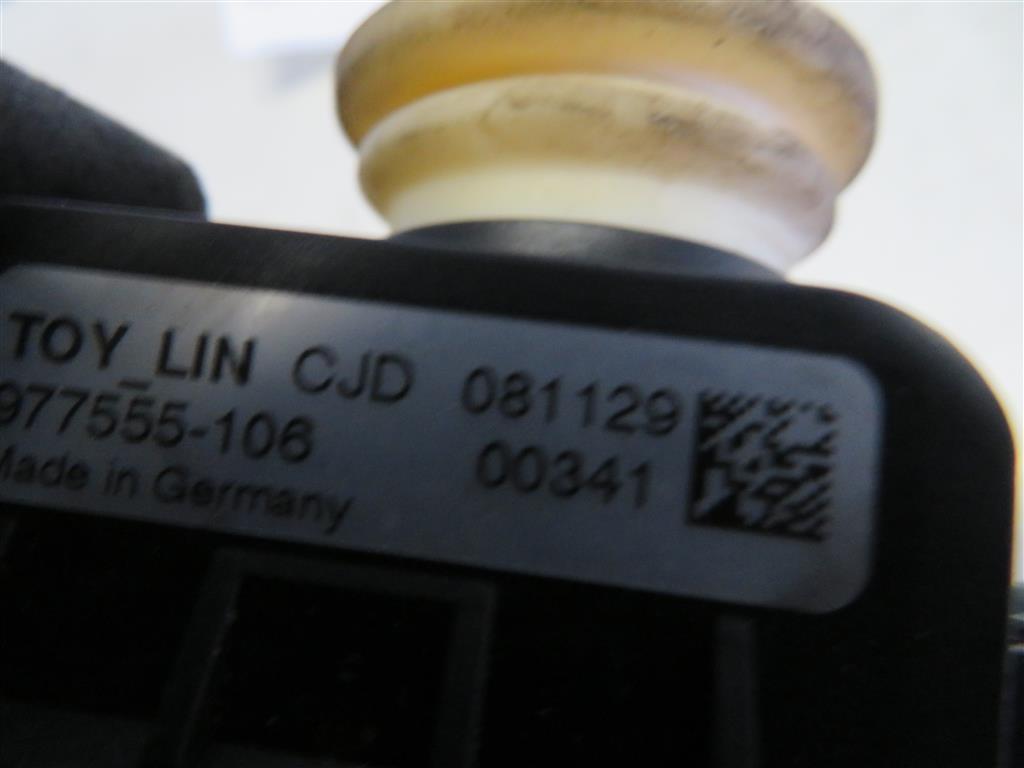 TOY_LIN CJD 081129
977555-106 00341
Made in Germany